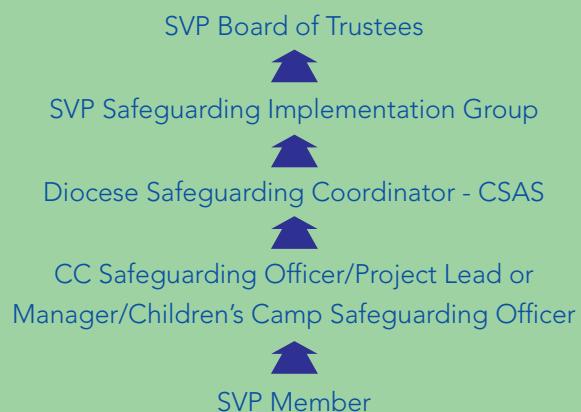 SVP Board of Trustees
SVP Safeguarding Implementation Group
Diocese Safeguarding Coordinator - CSAS
CC Safeguarding Officer/Project Lead or
Manager/Children’s Camp Safeguarding Officer
SVP Member